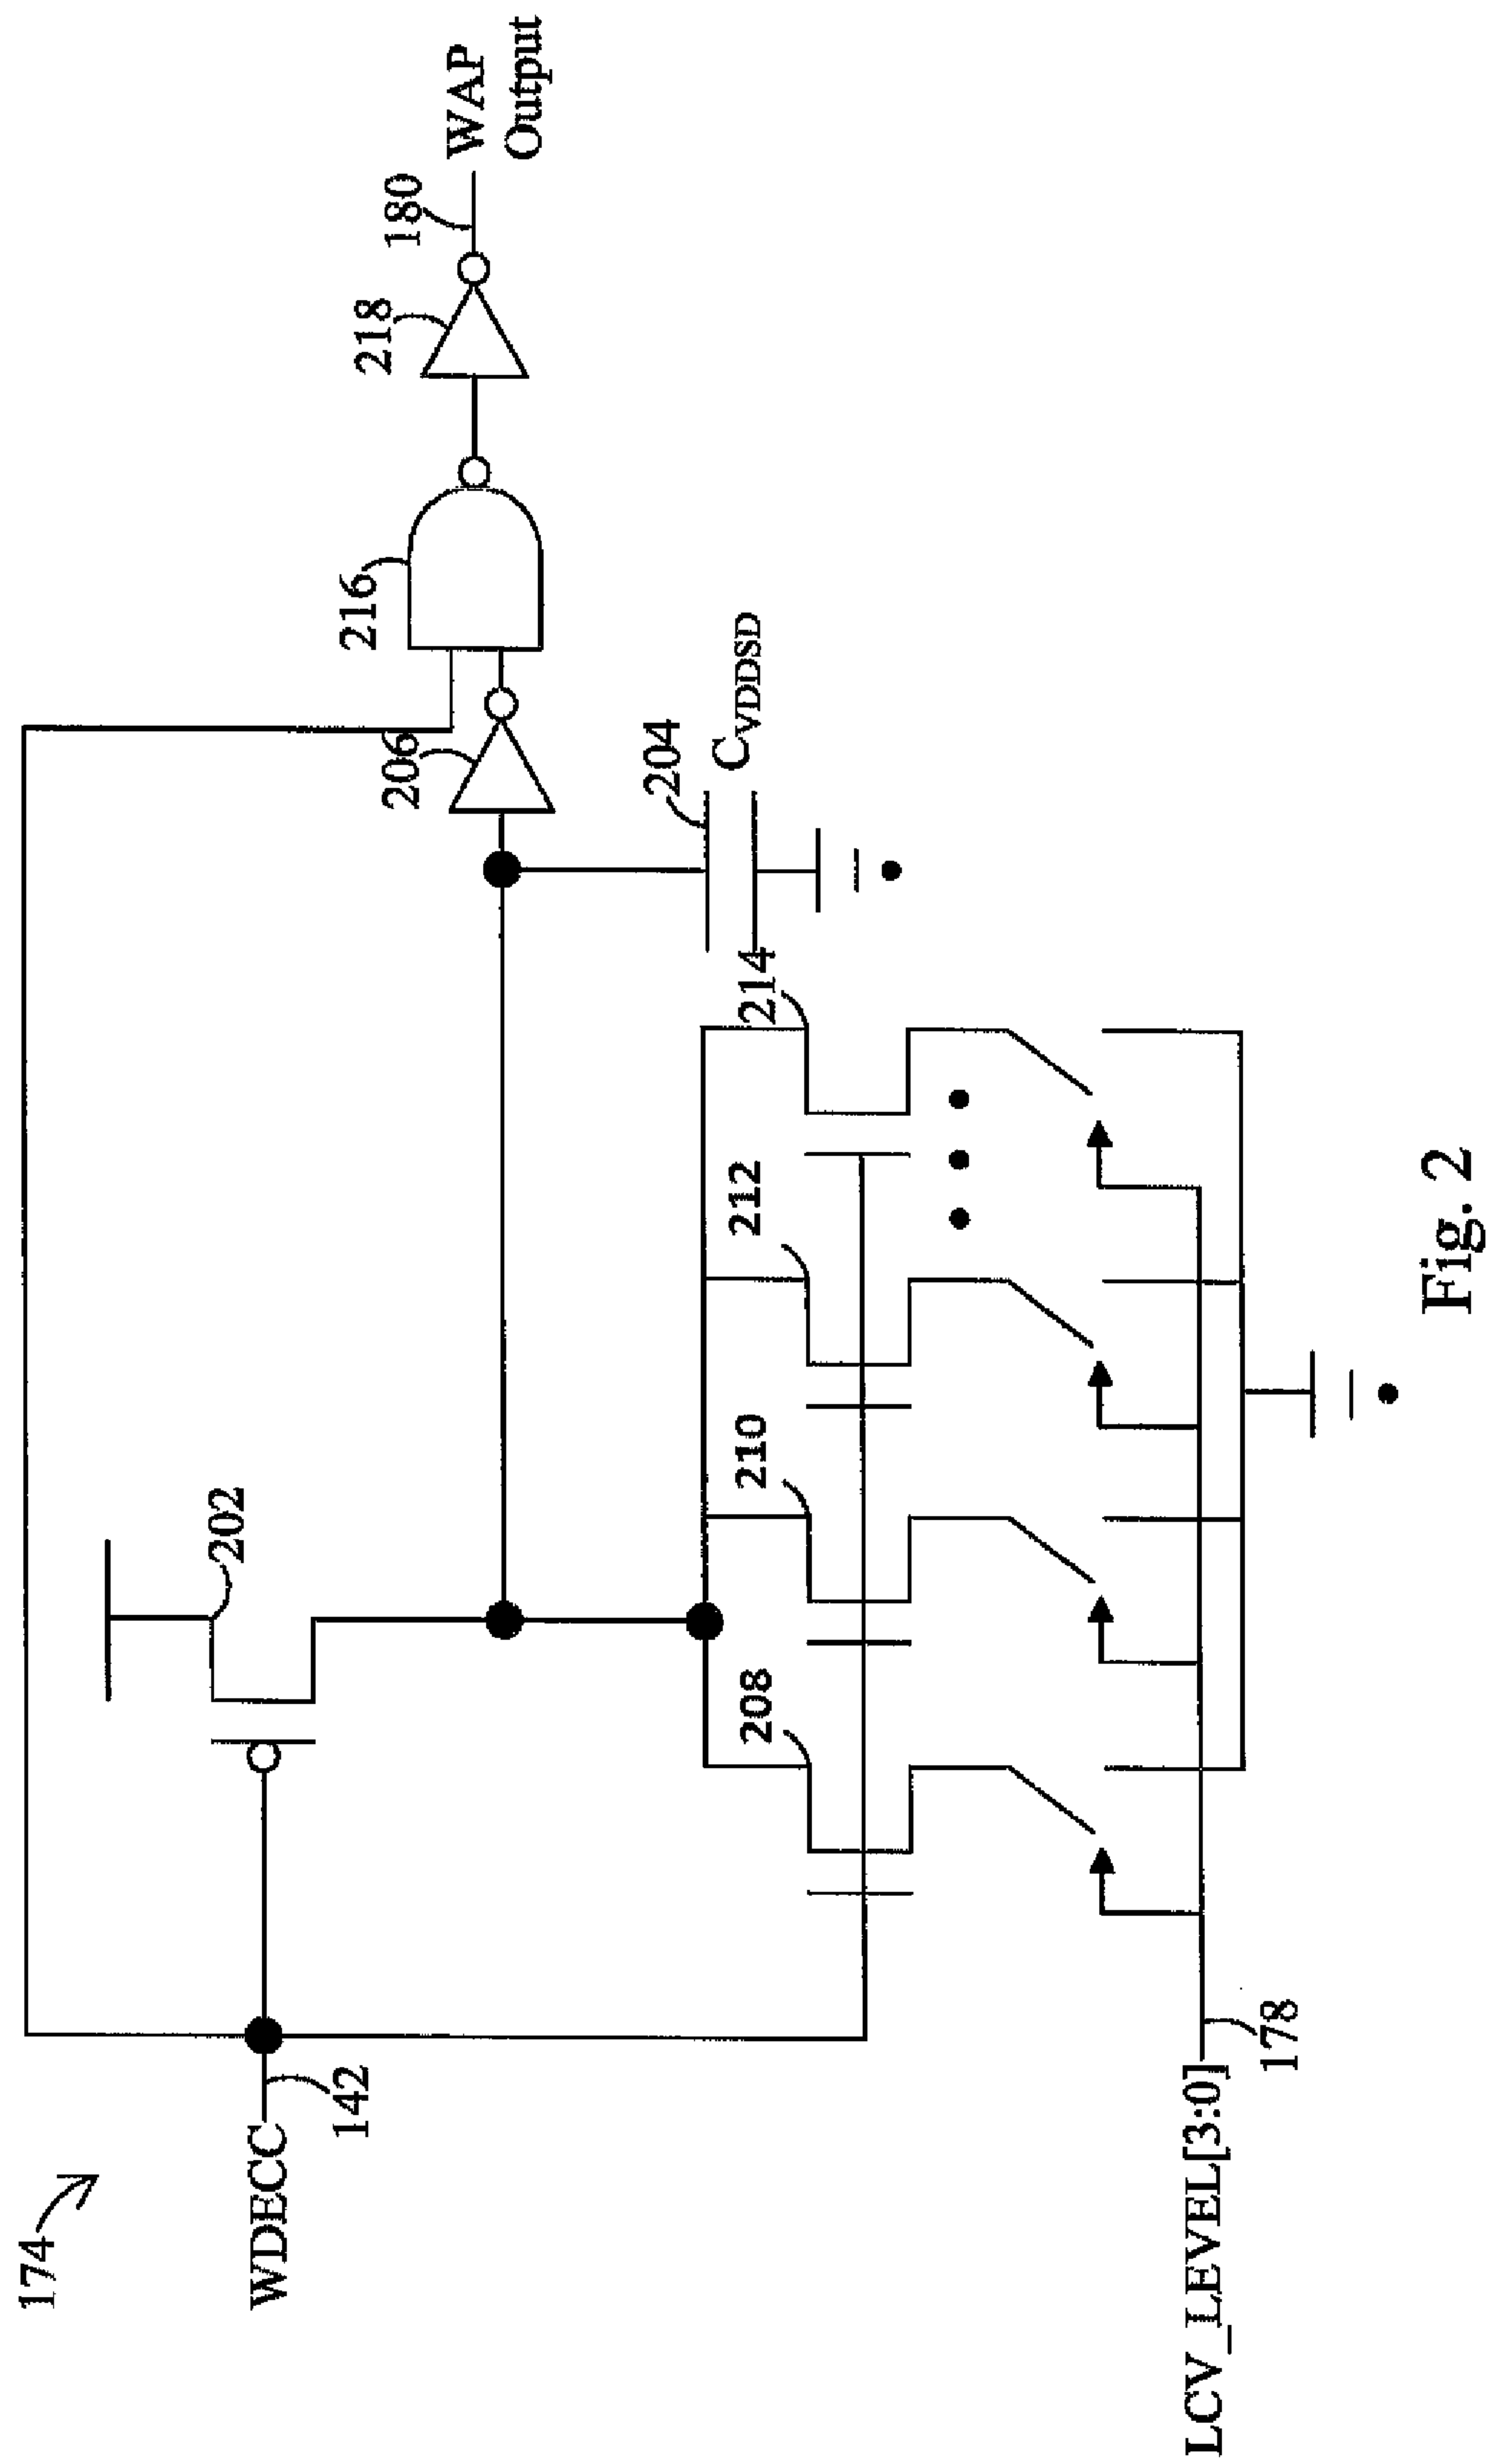 174
WDECC
142
202
206
216
218
180
WAP
Output
204
C_VDDSD
208
210
212
214
LCV_LEVEL[3:0]
178
Fig. 2